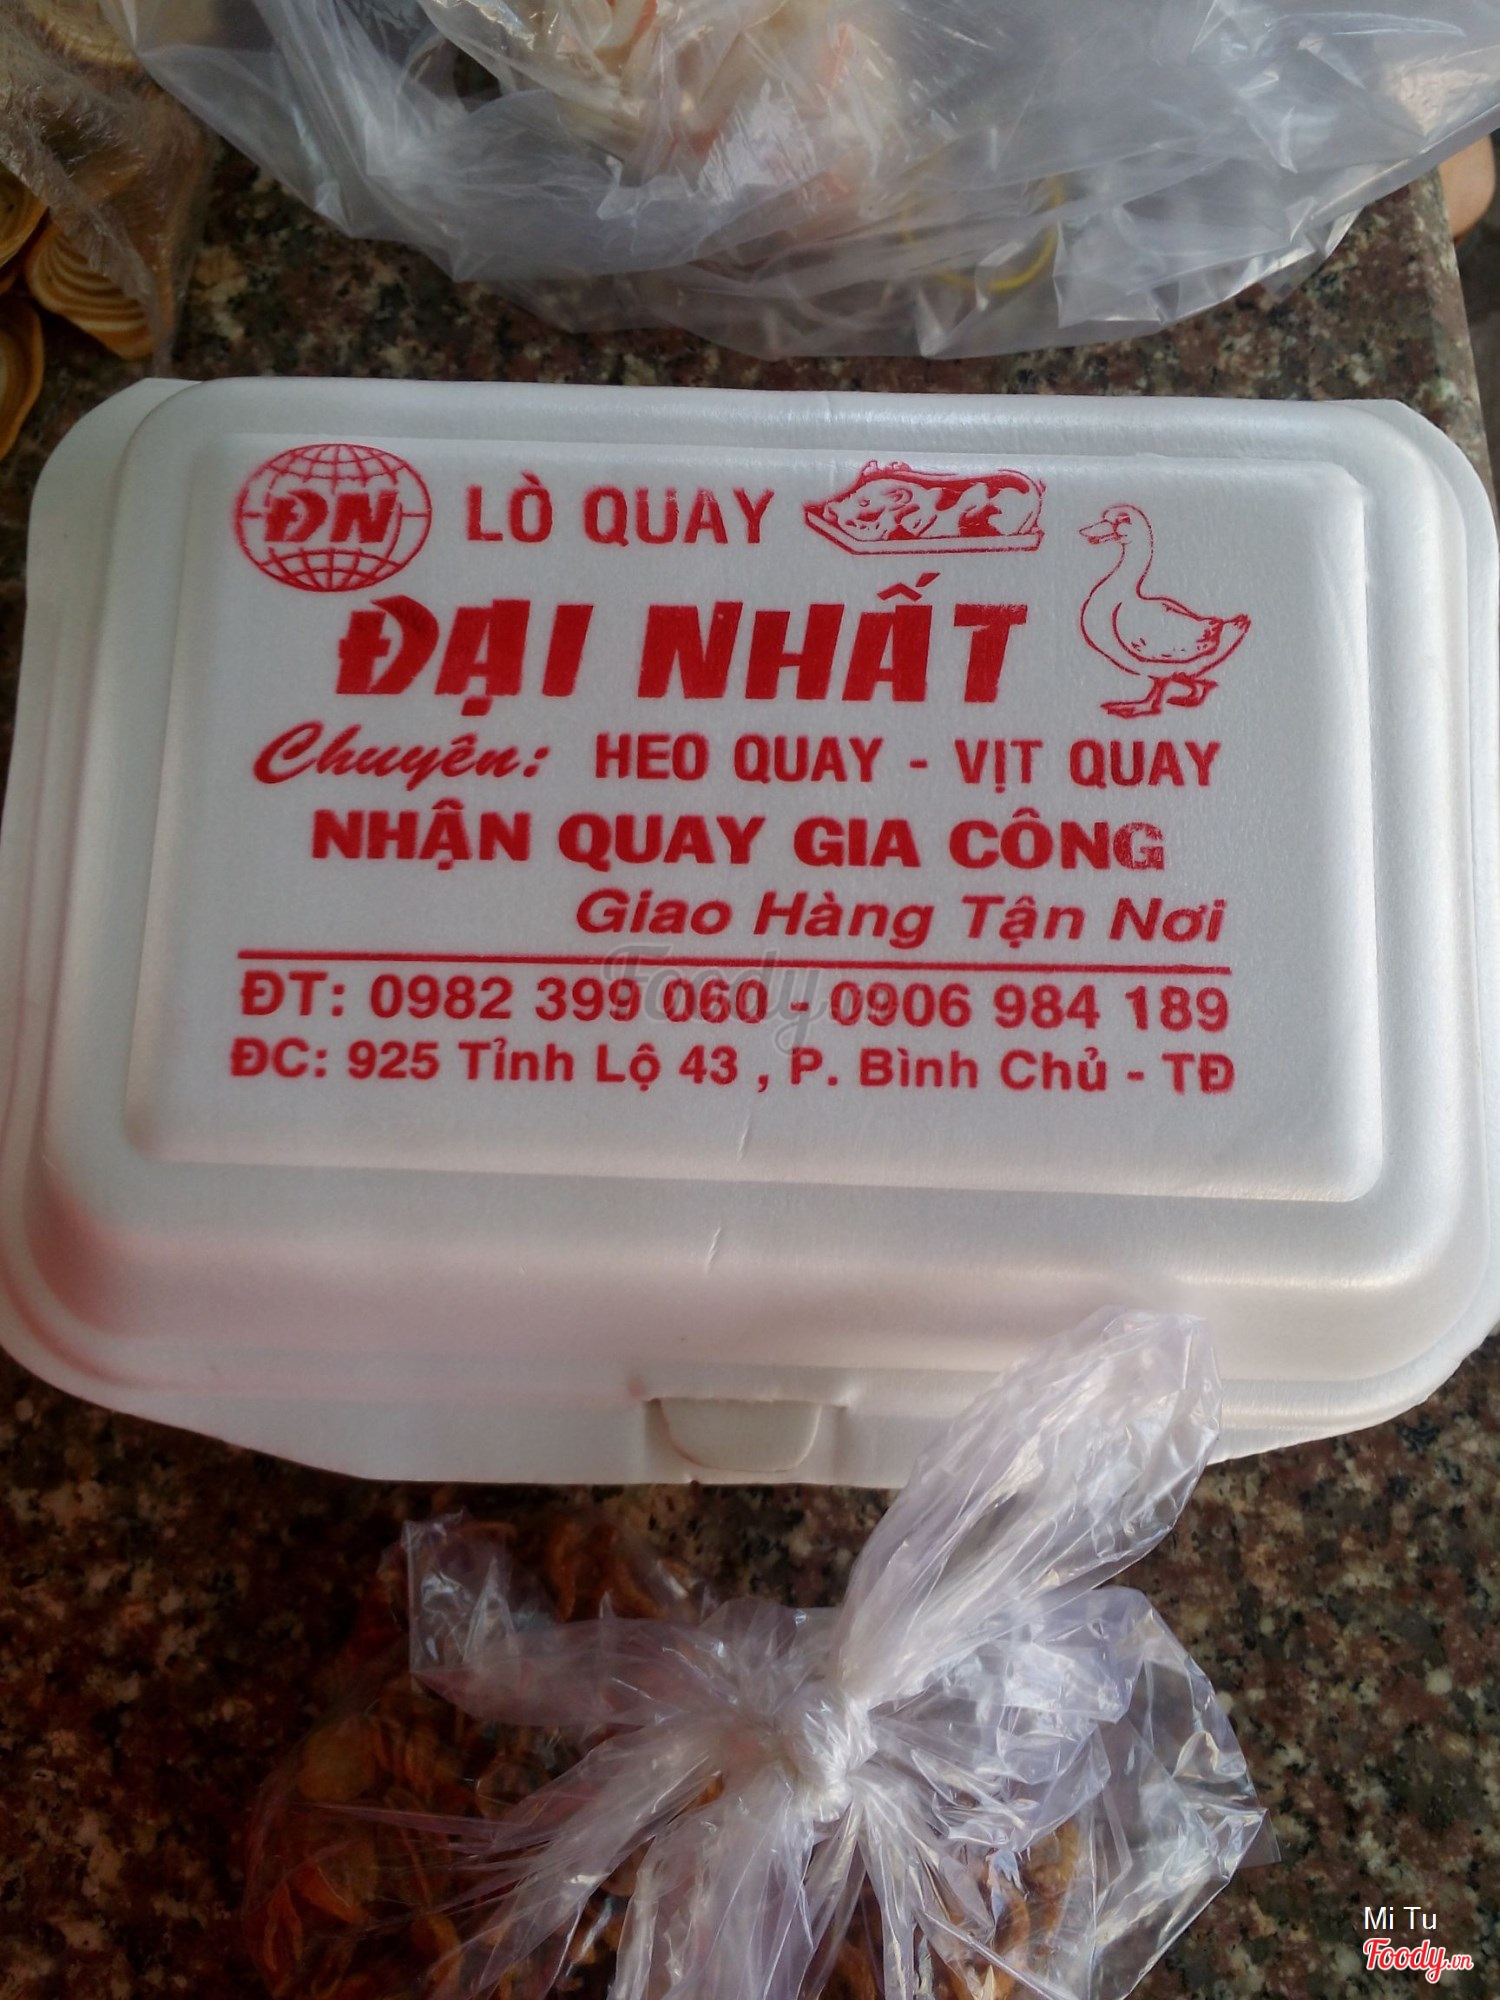 ĐN
LÒ QUAY
ĐẠI NHẤT
Chuyên: HEO QUAY - VỊT QUAY
NHẬN QUAY GIA CÔNG
Giao Hàng Tận Nơi
ĐT: 0982 399 060 - 0906 984 189
ĐC: 925 Tỉnh Lộ 43 , P. Bình Chủ - TĐ
Foody.vn
Mi Tu
Foody.vn